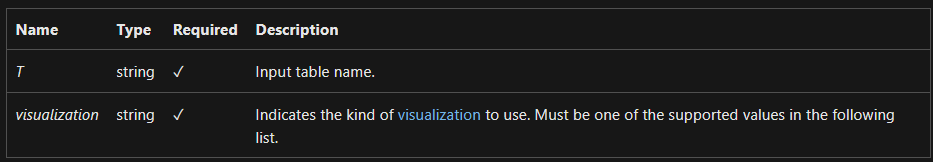 Name Type Required Description
T string ✓ Input table name.
visualization string ✓ Indicates the kind of visualization to use. Must be one of the supported values in the following
list.